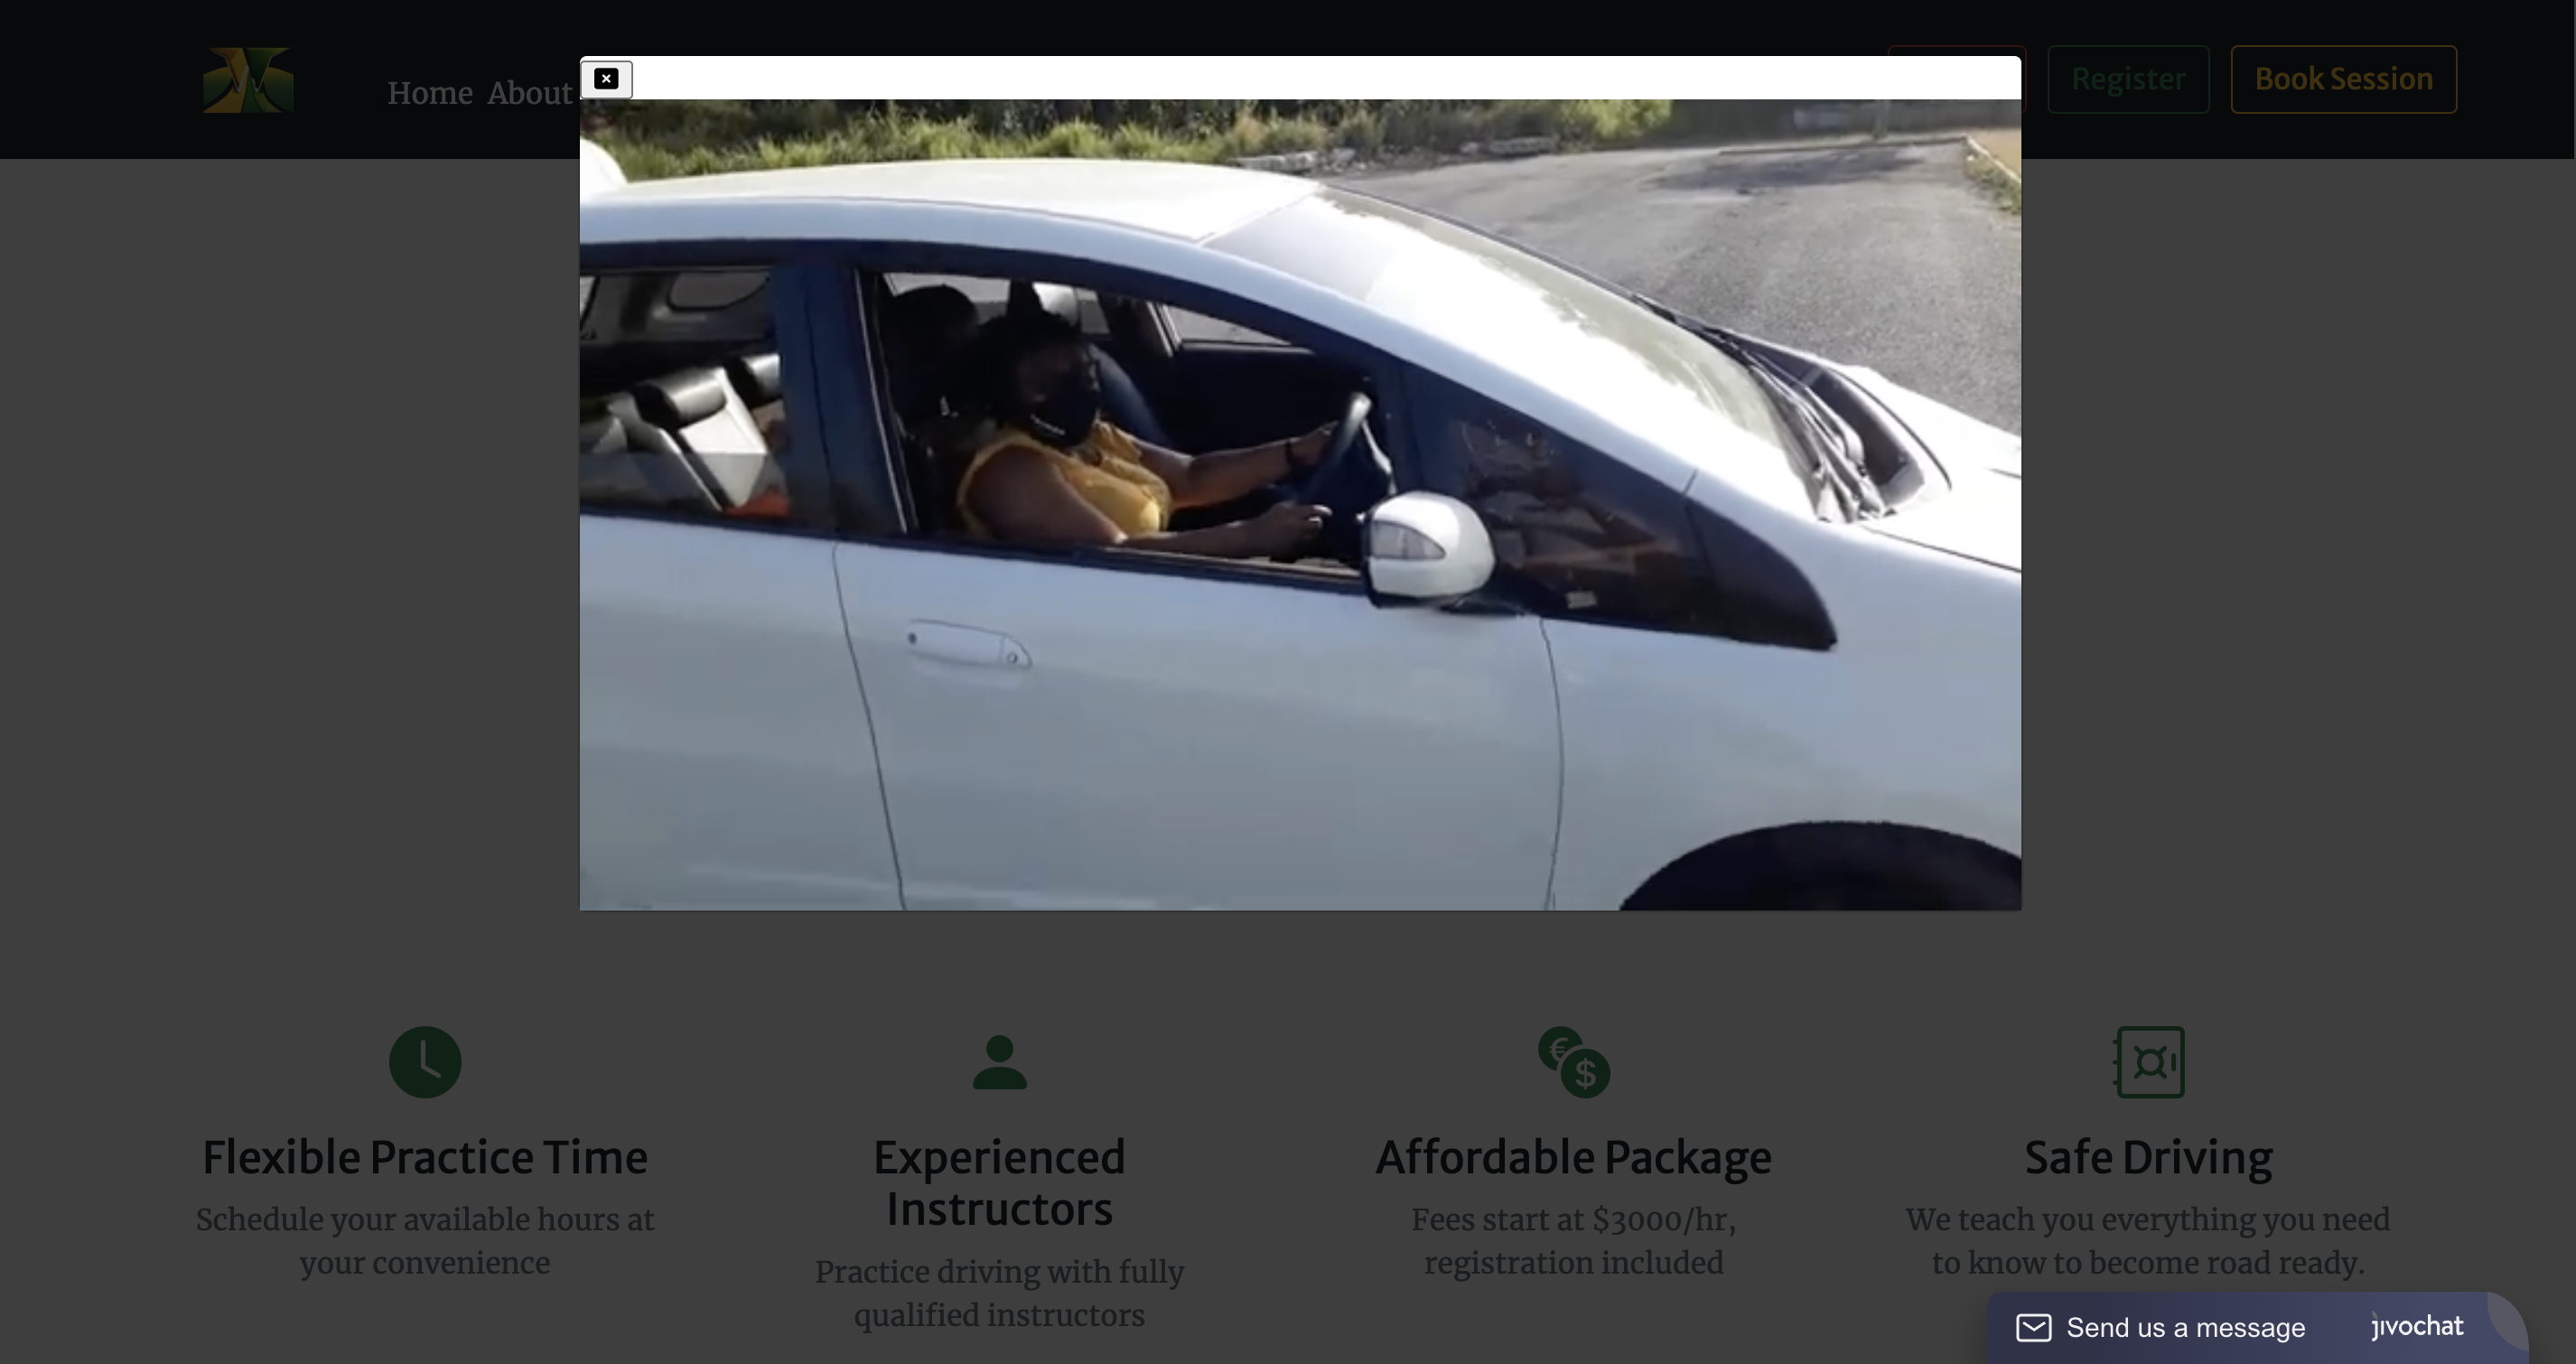 Home About
Register
Book Session
Flexible Practice Time
Schedule your available hours at
your convenience
Experienced
Instructors
Practice driving with fully
qualified instructors
Affordable Package
Fees start at $3000/hr,
registration included
Safe Driving
We teach you everything you need
to know to become road ready.
Send us a message
jivochat